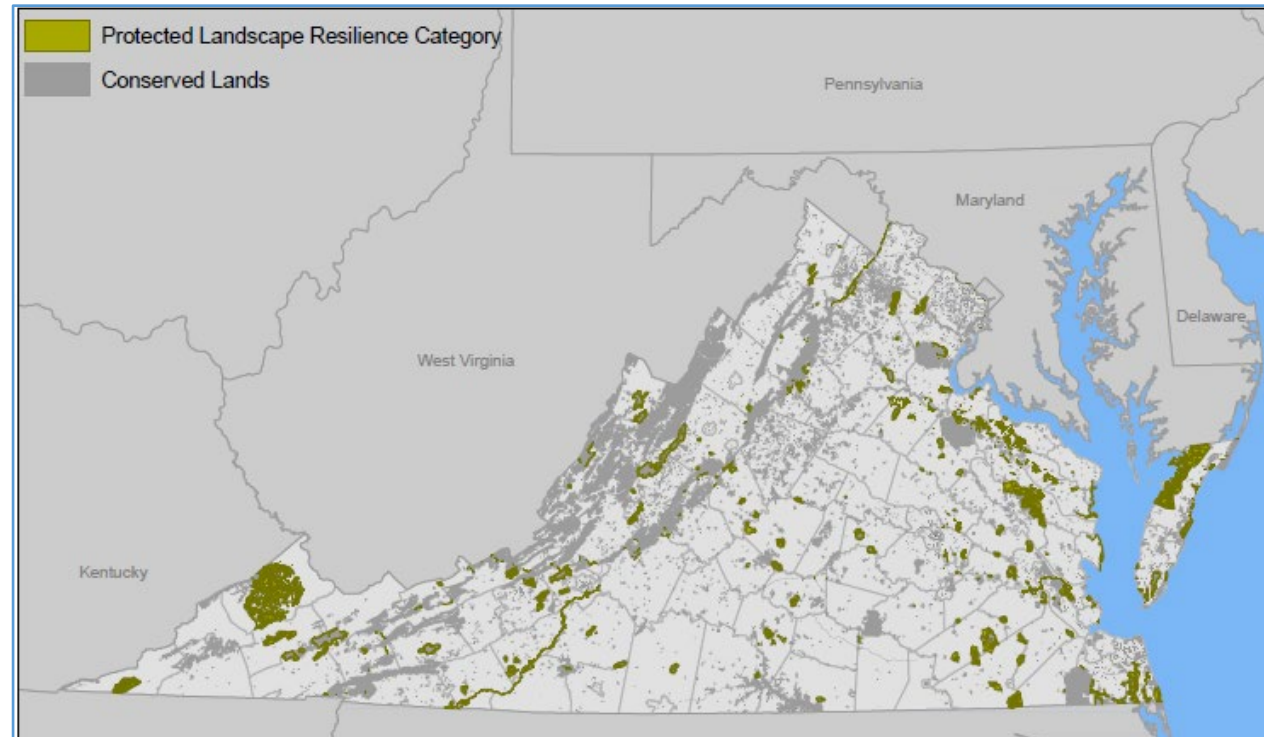 Protected Landscape Resilience Category
Conserved Lands
Pennsylvania
Maryland
Delaware
West Virginia
Kentucky